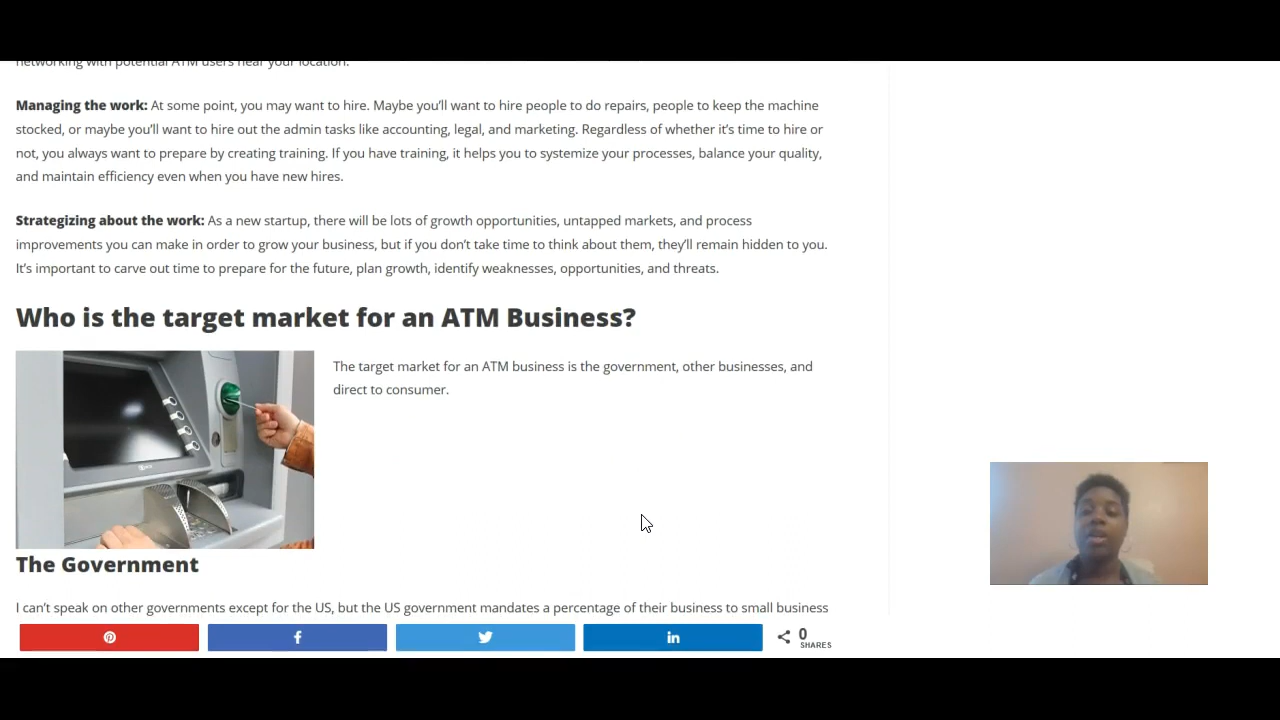 networking with potential ATM users near your location.
Managing the work: At some point, you may want to hire. Maybe you’ll want to hire people to do repairs, people to keep the machine
stocked, or maybe you’ll want to hire out the admin tasks like accounting, legal, and marketing. Regardless of whether it’s time to hire or
not, you always want to prepare by creating training. If you have training, it helps you to systemize your processes, balance your quality,
and maintain efficiency even when you have new hires.
Strategizing about the work: As a new startup, there will be lots of growth opportunities, untapped markets, and process
improvements you can make in order to grow your business, but if you don’t take time to think about them, they’ll remain hidden to you.
It’s important to carve out time to prepare for the future, plan growth, identify weaknesses, opportunities, and threats.
Who is the target market for an ATM Business?
The target market for an ATM business is the government, other businesses, and
direct to consumer.
The Government
I can’t speak on other governments except for the US, but the US government mandates a percentage of their business to small business
0
SHARES